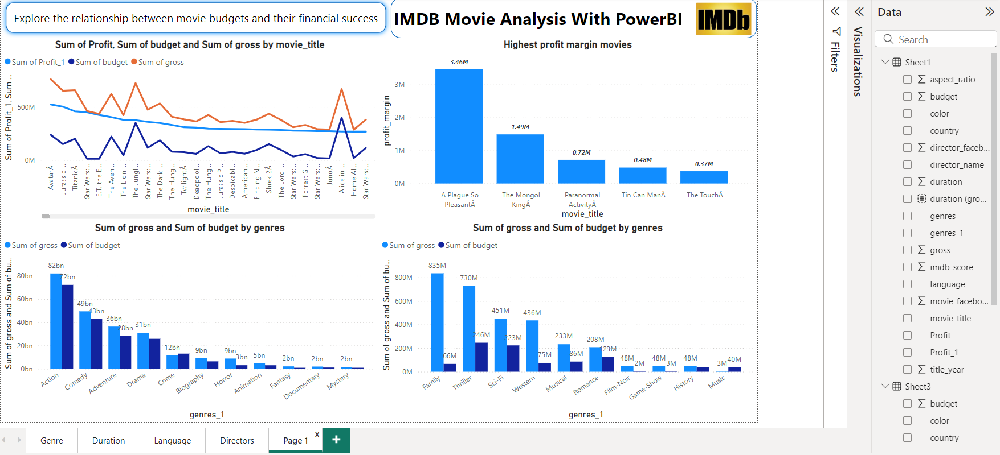 Explore the relationship between movie budgets and their financial success
IMDB Movie Analysis With PowerBI
IMDb
Sum of Profit, Sum of budget and Sum of gross by movie_title
Sum of Profit_1 Sum of budget Sum of gross
Sum of Profit_1, Sum ...
500M
0M
AvatarÂ
Jurassic ...
TitanicÂ
Star Wars:...
E.T. the E...
The Aven...
The Lion ...
The Jungl...
Star Wars:...
The Dark ...
The Hung...
TwilightÂ
Deadpool...
The Hung...
Jurassic P...
Despicabl...
American...
Finding N...
Shrek 2Â
The Lord ...
Star Wars:...
Forrest G...
Star Wars:...
JunoÂ
Alice in ...
Home Al...
Star Wars:...
movie_title
Highest profit margin movies
profit_margin
3M
2M
1M
0M
3.46M
1.49M
0.72M
0.48M
0.37M
A Plague So
PleasantÂ
The Mongol
KingÂ
Paranormal
ActivityÂ
Tin Can ManÂ
The TouchÂ
movie_title
Sum of gross and Sum of budget by genres
Sum of gross Sum of budget
Sum of gross and Sum of bu...
80bn
60bn
40bn
20bn
0bn
82bn
72bn
49bn
43bn
36bn
28bn
31bn
12bn
9bn
9bn
3bn
5bn
2bn
2bn
2bn
Action
Comedy
Adventure
Drama
Crime
Biography
Horror
Animation
Fantasy
Documentary
Mystery
genres_1
Sum of gross and Sum of budget by genres
Sum of gross Sum of budget
Sum of gross and Sum of bu...
800M
600M
400M
200M
0M
835M
66M
730M
246M
451M
223M
436M
75M
233M
86M
208M
123M
48M
2M
48M
3M
48M
3M
40M
Family
Thriller
Sci-Fi
Western
Musical
Romance
Film-Noir
Game-Show
History
Music
genres_1
Genre
Duration
Language
Directors
Page 1
x
+
Filters
Visualizations
Data
Search
Sheet1
aspect_ratio
budget
color
country
director_faceb...
director_name
duration
duration (gro...
genres
genres_1
gross
imdb_score
language
movie_facebo...
movie_title
Profit
Profit_1
title_year
Sheet3
budget
color
country